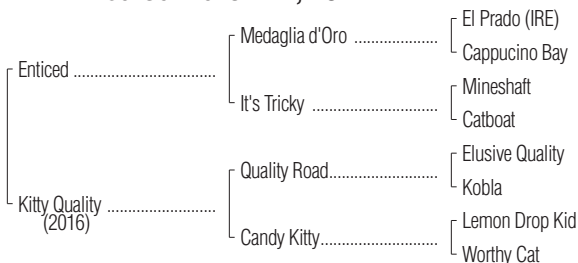 El Prado (IRE)
Medaglia d'Oro ....................
Cappucino Bay
Enticed ...................................
Mineshaft
It's Tricky ..............................
Catboat
Elusive Quality
Quality Road..........................
Kobla
Kitty Quality ..........................
(2016)
Lemon Drop Kid
Candy Kitty............................
Worthy Cat